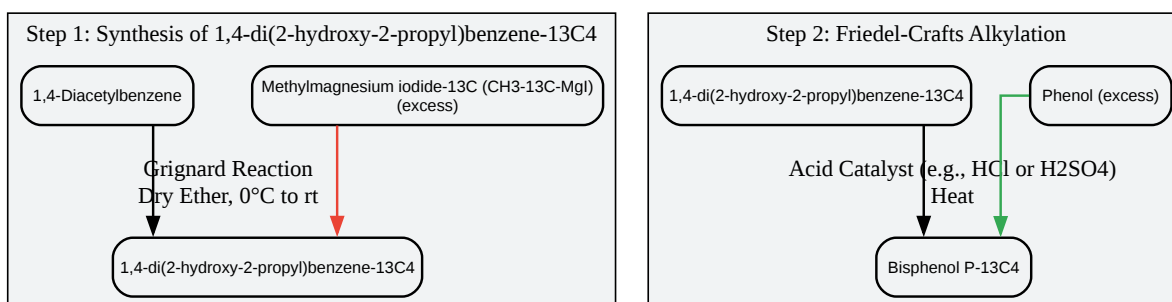 Step 1: Synthesis of 1,4-di(2-hydroxy-2-propyl)benzene-13C4
1,4-Diacetylbenzene
Methylmagnesium iodide-13C (CH3-13C-MgI)
(excess)
Grignard Reaction
Dry Ether, 0°C to rt
1,4-di(2-hydroxy-2-propyl)benzene-13C4
Step 2: Friedel-Crafts Alkylation
1,4-di(2-hydroxy-2-propyl)benzene-13C4
Phenol (excess)
Acid Catalyst (e.g., HCl or H2SO4)
Heat
Bisphenol P-13C4